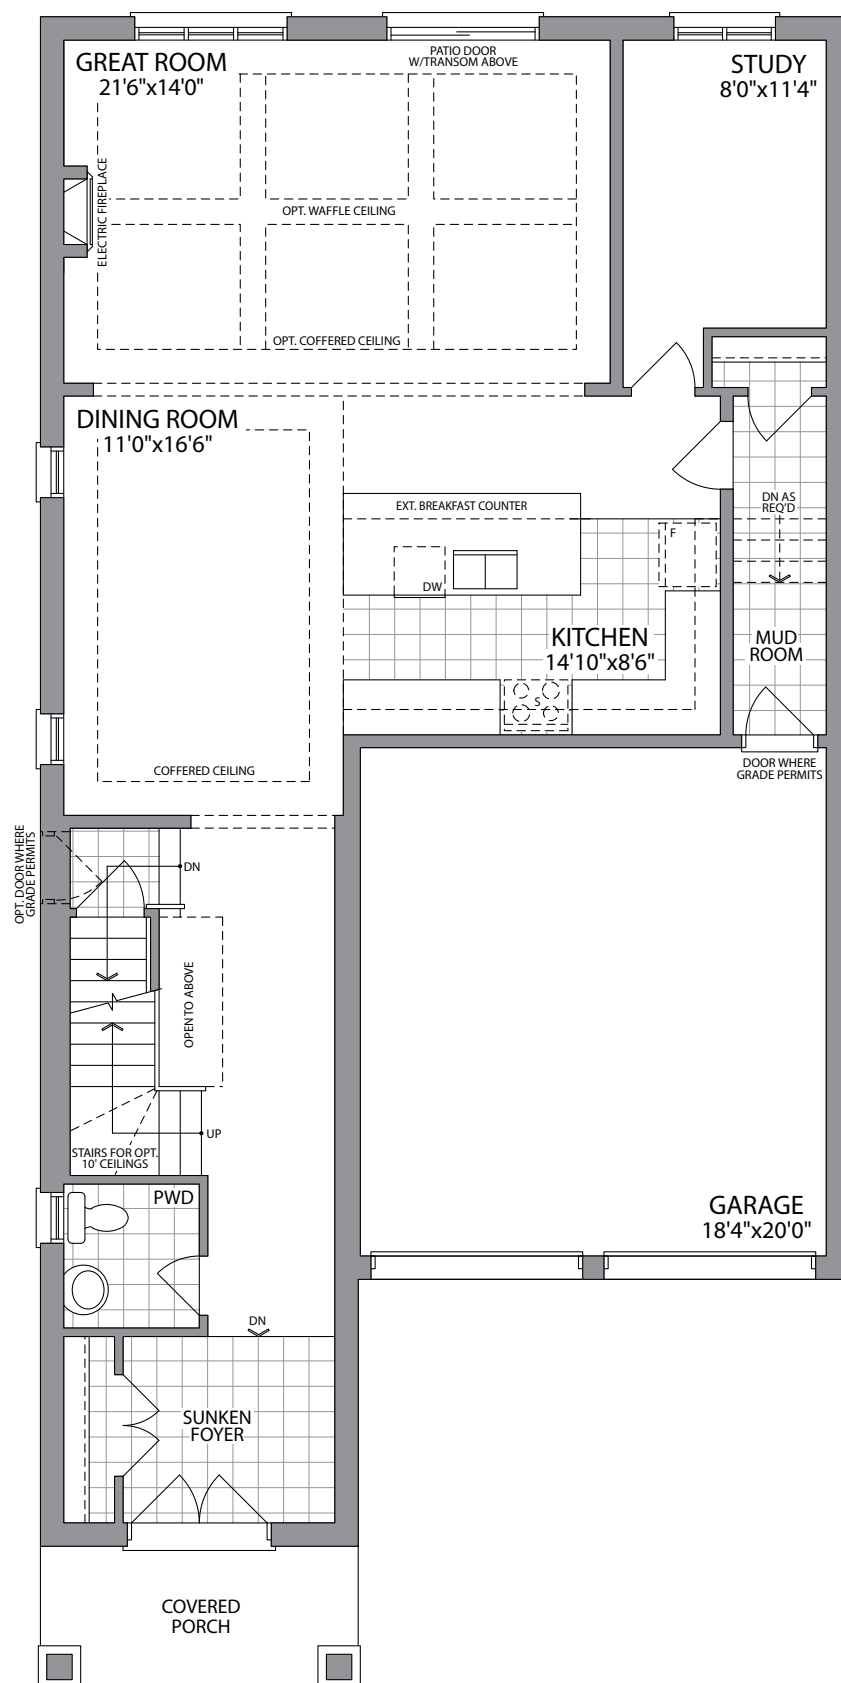 GREAT ROOM
21'6"x14'0"
PATIO DOOR
W/TRANSOM ABOVE
STUDY
8'0"x11'4"
ELECTRIC FIREPLACE
OPT. WAFFLE CEILING
OPT. COFFERED CEILING
DINING ROOM
11'0"x16'6"
EXT. BREAKFAST COUNTER
DN AS
REQ'D
F
DW
KITCHEN
14'10"x8'6"
MUD
ROOM
S
COFFERED CEILING
DOOR WHERE
GRADE PERMITS
OPT. DOOR WHERE
GRADE PERMITS
DN
OPEN TO ABOVE
UP
STAIRS FOR OPT.
10' CEILINGS
PWD
GARAGE
18'4"x20'0"
DN
SUNKEN
FOYER
COVERED
PORCH